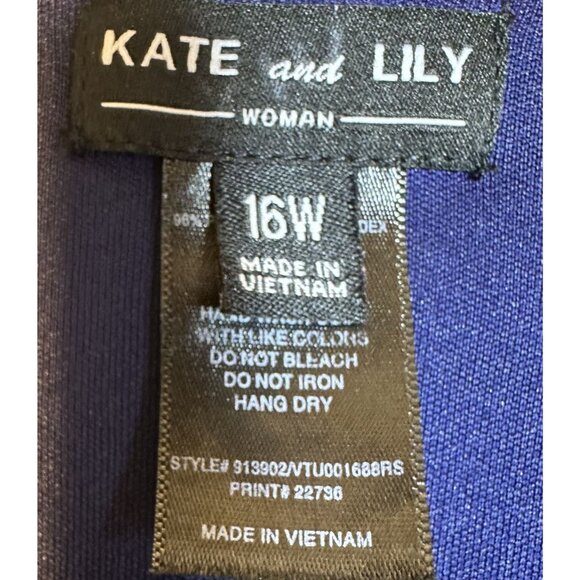 KATE and LILY
WOMAN
16W
MADE IN
VIETNAM
WITH LIKE COLORS
DO NOT BLEACH
DO NOT IRON
HANG DRY
STYLE# 913902/VTU001688RS
PRINT# 22736
MADE IN VIETNAM